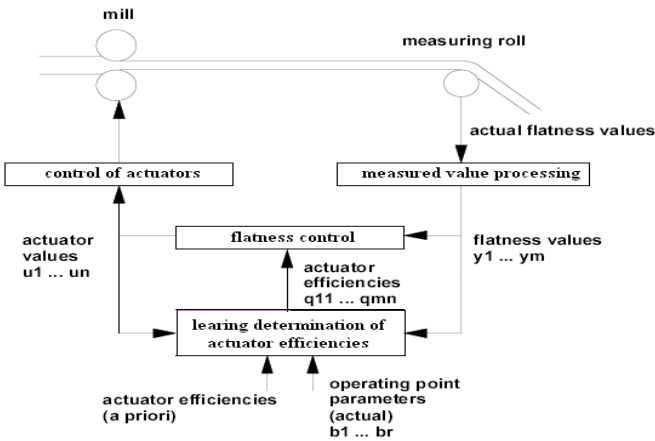 mill
measuring roll
actual flatness values
control of actuators
measured value processing
actuator
values
u1 ... un
flatness control
flatness values
y1 ... ym
actuator
efficiencies
q11 ... qmn
learing determination of
actuator efficiencies
actuator efficiencies
(a priori)
operating point
parameters
(actual)
b1 ... br